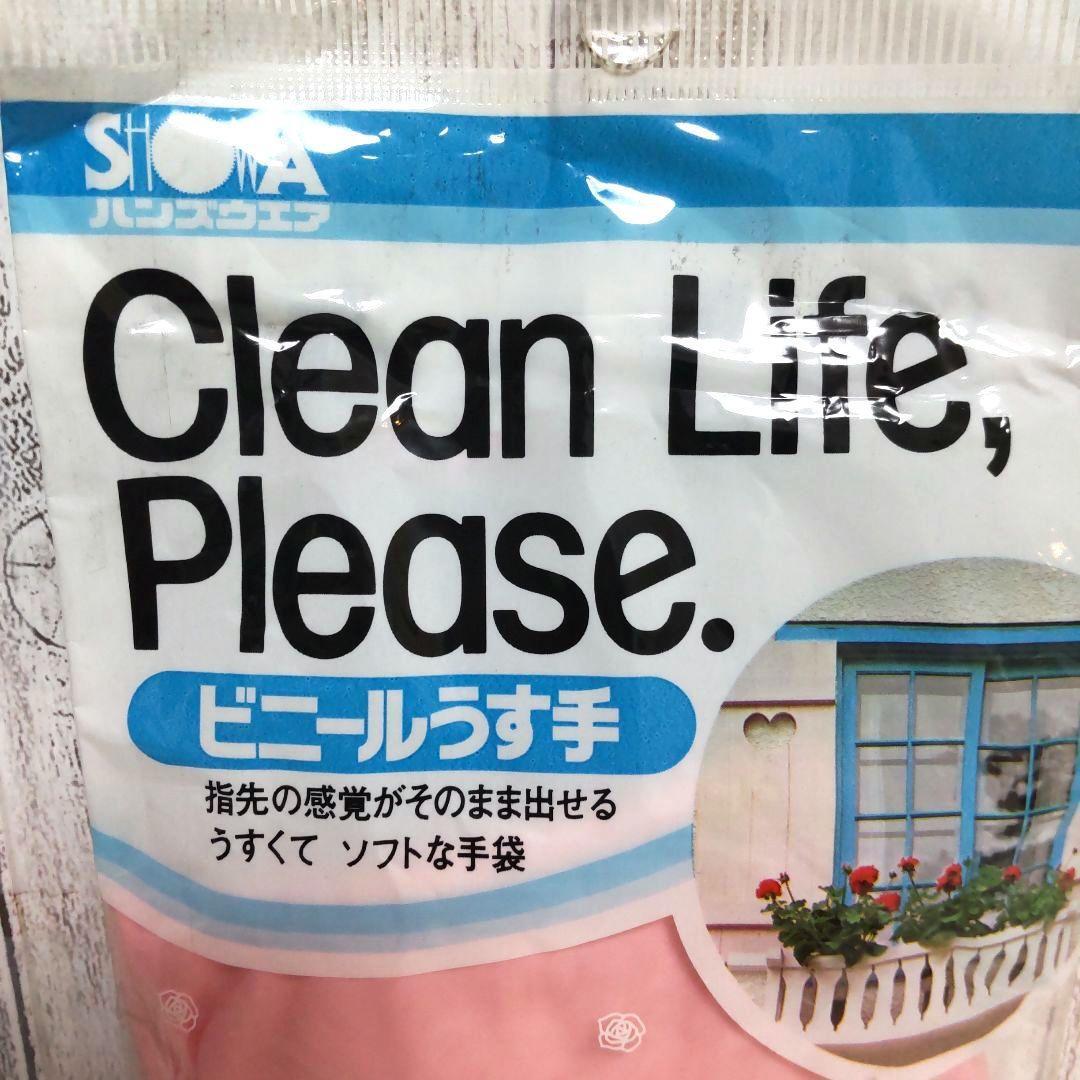 SHOWA
ハンズウエア
Clean Life,
Please.
ビニールうす手
指先の感覚がそのまま出せる
うすくて ソフトな手袋